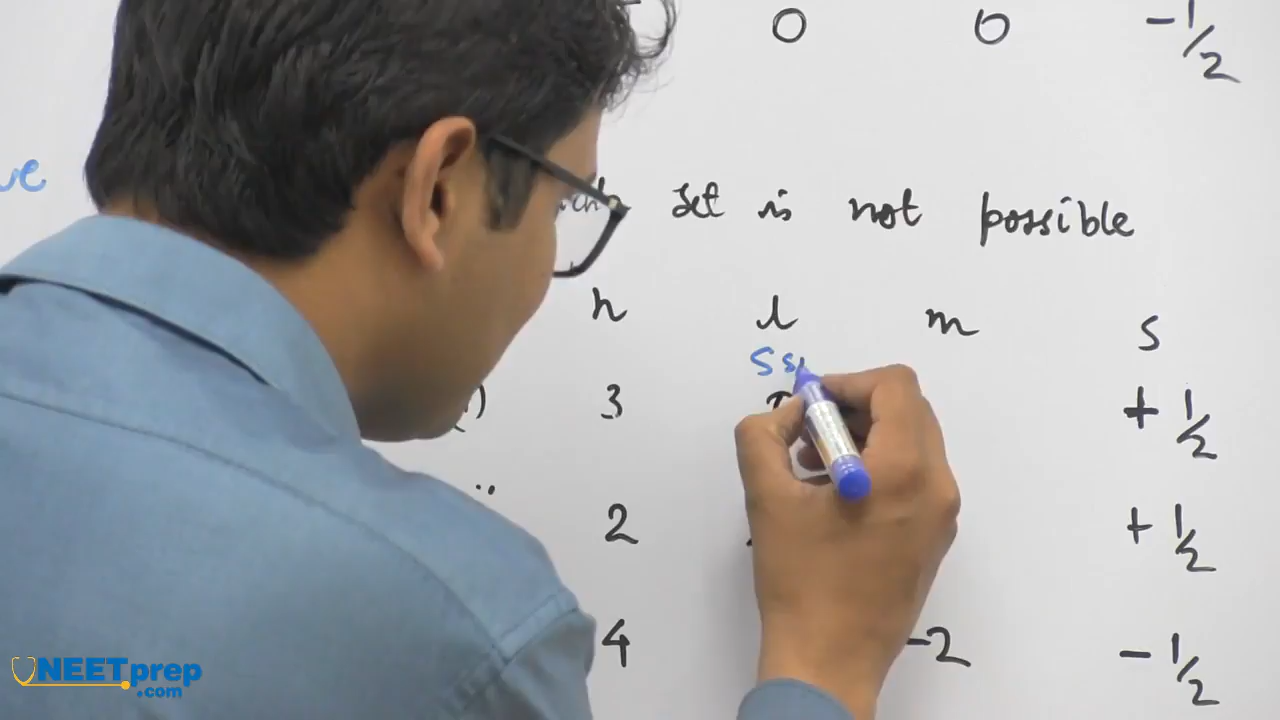 0 0 -1/2
ve
set is not possible
n l m s
Ss
3 + 1/2
2 + 1/2
4 -2 - 1/2
NEETprep
.com